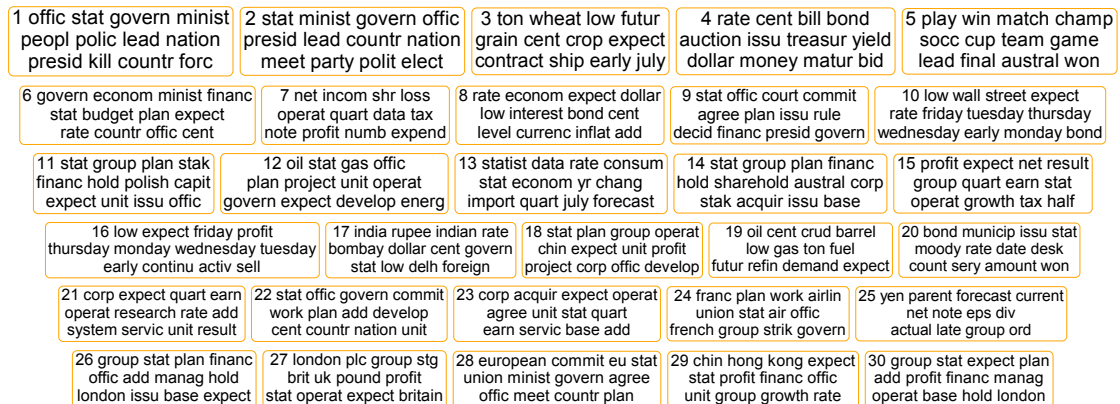 1 offic stat govern minist
peopl polic lead nation
presid kill countr forc
2 stat minist govern offic
presid lead countr nation
meet party polit elect
3 ton wheat low futur
grain cent crop expect
contract ship early july
4 rate cent bill bond
auction issu treasur yield
dollar money matur bid
5 play win match champ
socc cup team game
lead final austral won
6 govern econom minist financ
stat budget plan expect
rate countr offic cent
7 net incom shr loss
operat quart data tax
note profit numb expend
8 rate econom expect dollar
low interest bond cent
level currenc inflat add
9 stat offic court commit
agree plan issu rule
decid financ presid govern
10 low wall street expect
rate friday tuesday thursday
wednesday early monday bond
11 stat group plan stak
financ hold polish capit
expect unit issu offic
12 oil stat gas offic
plan project unit operat
govern expect develop energ
13 statist data rate consum
stat econom yr chang
import quart july forecast
14 stat group plan financ
hold sharehold austral corp
stak acquir issu base
15 profit expect net result
group quart earn stat
operat growth tax half
16 low expect friday profit
thursday monday wednesday tuesday
early continu activ sell
17 india rupee indian rate
bombay dollar cent govern
stat low delh foreign
18 stat plan group operat
chin expect unit profit
project corp offic develop
19 oil cent crud barrel
low gas ton fuel
futur refin demand expect
20 bond municip issu stat
moody rate date desk
count sery amount won
21 corp expect quart earn
operat research rate add
system servic unit result
22 stat offic govern commit
work plan add develop
cent countr nation unit
23 corp acquir expect operat
agree unit stat quart
earn servic base add
24 franc plan work airlin
union stat air offic
french group strik govern
25 yen parent forecast current
net note eps div
actual late group ord
26 group stat plan financ
offic add manag hold
london issu base expect
27 london plc group stg
brit uk pound profit
stat operat expect britain
28 european commit eu stat
union minist govern agree
offic meet countr plan
29 chin hong kong expect
stat profit financ offic
unit group growth rate
30 group stat expect plan
add profit financ manag
operat base hold london